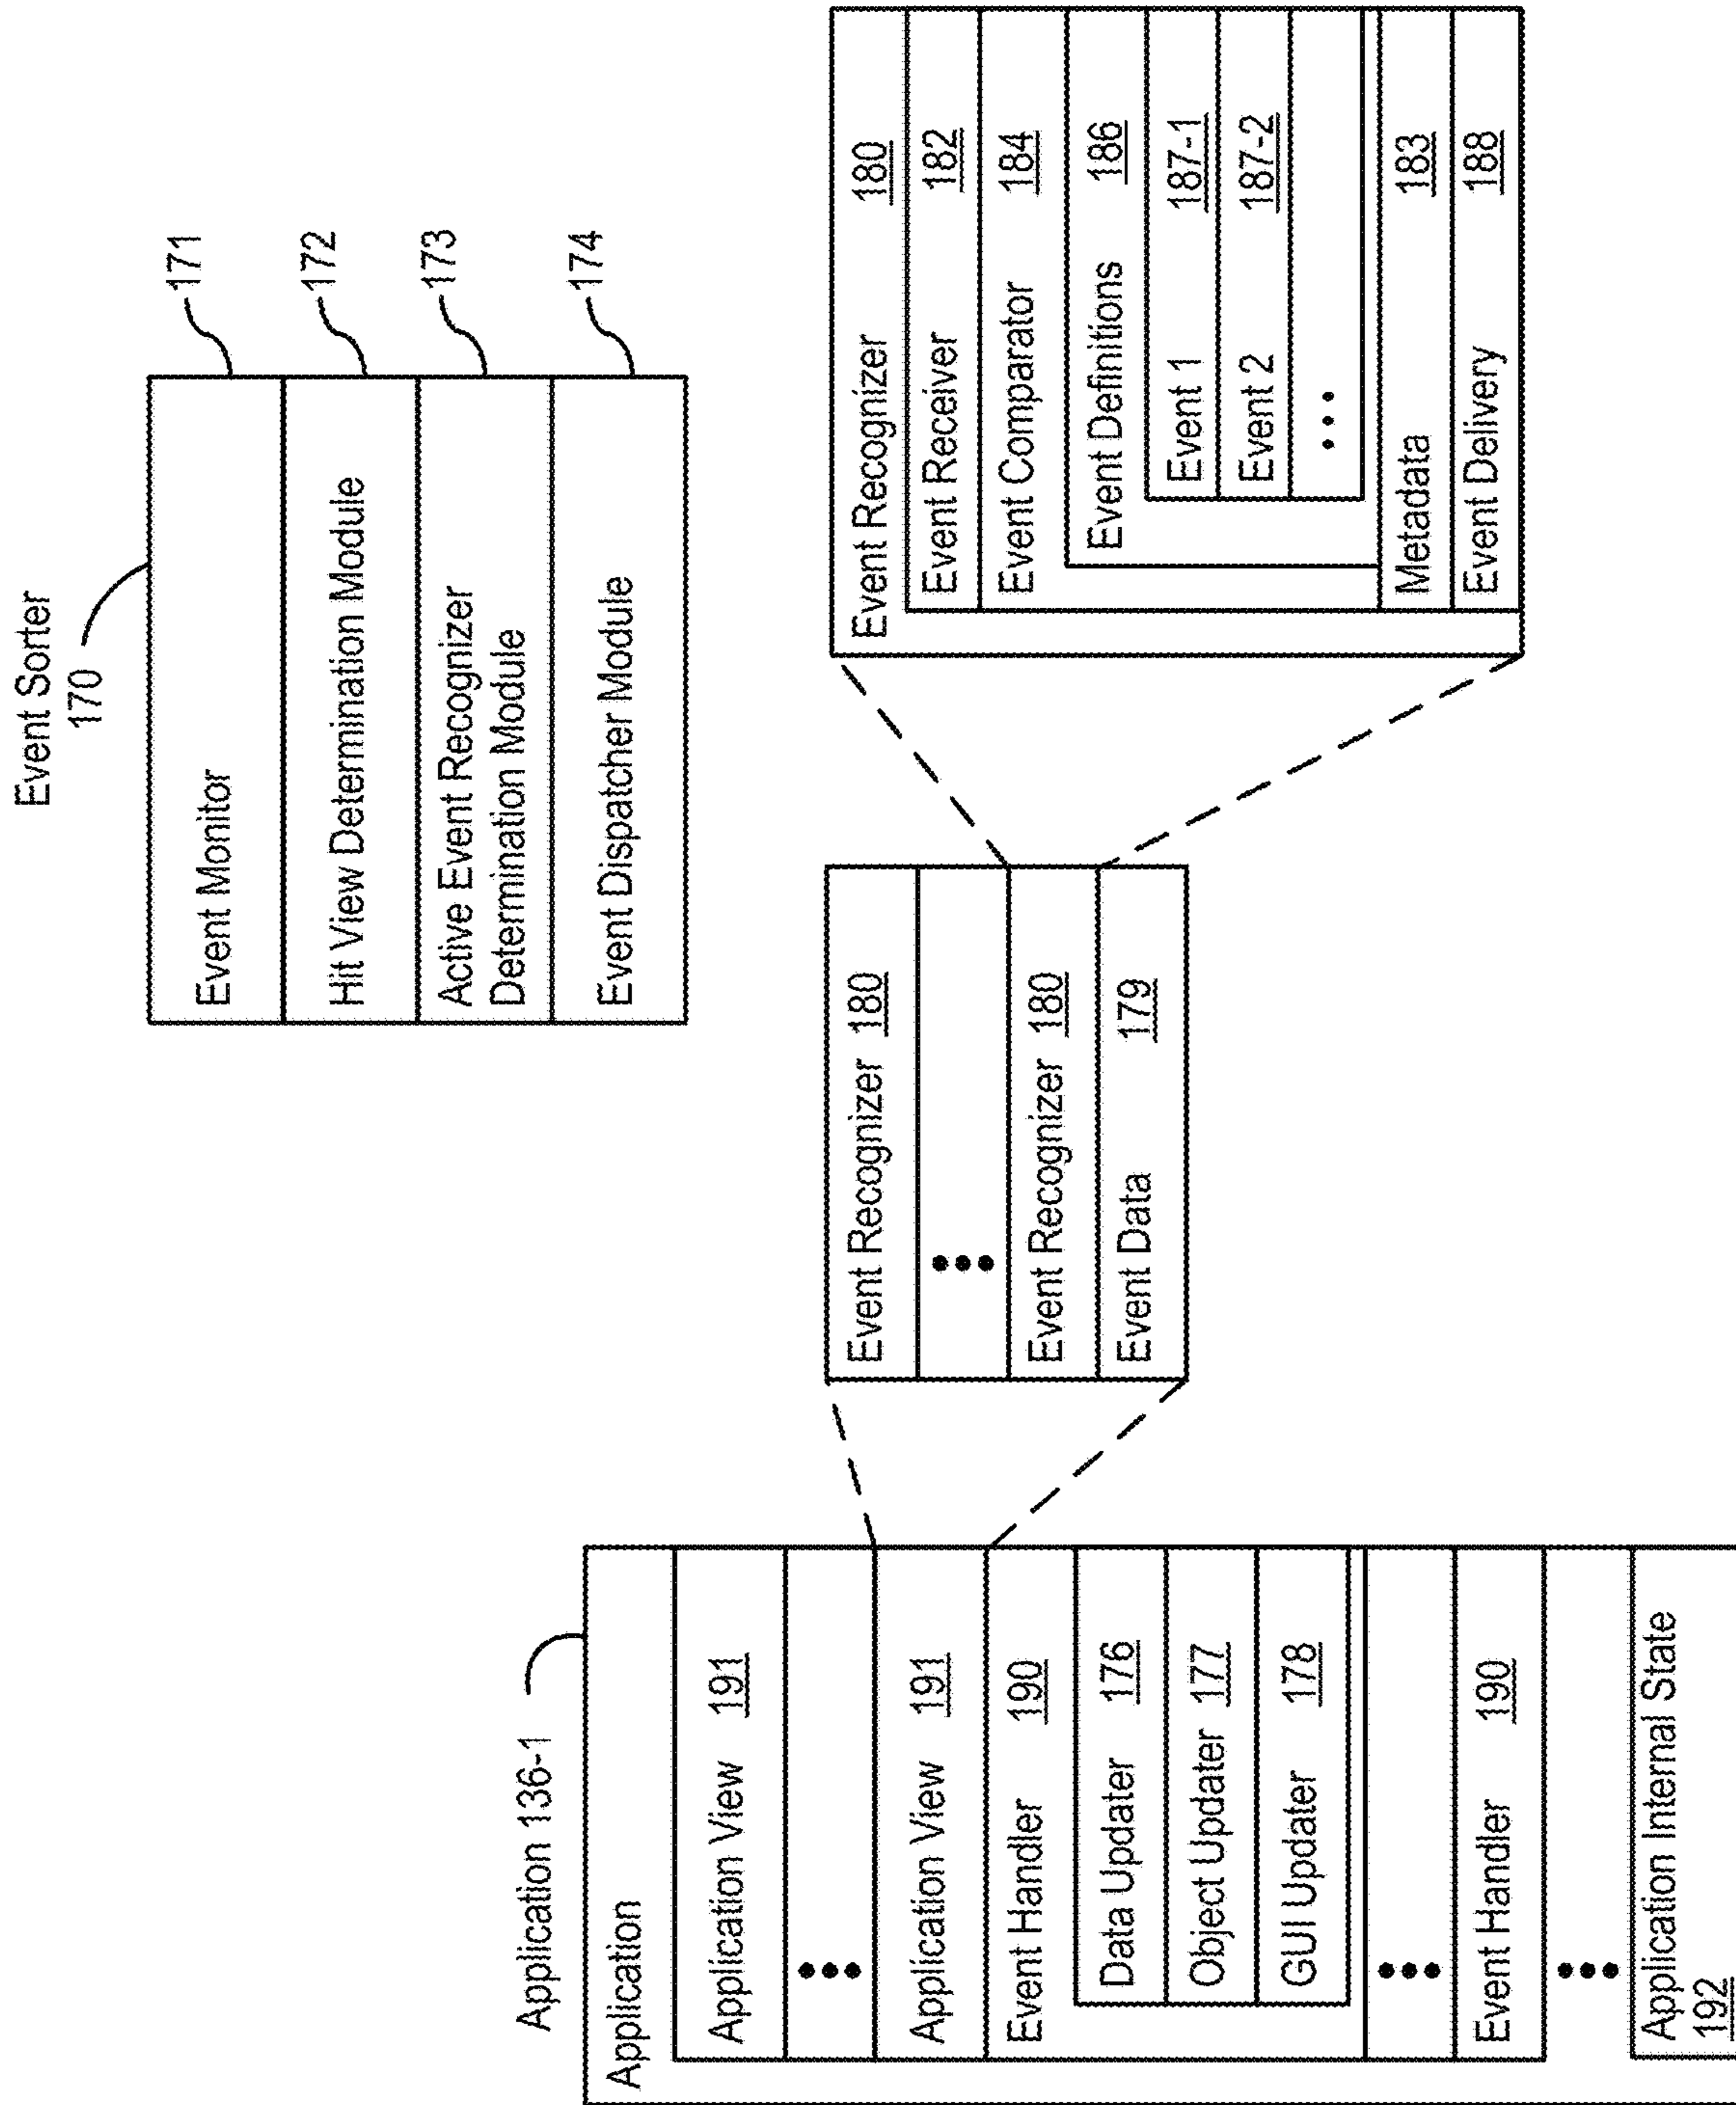 Event Sorter
170
Event Monitor
171
Hit View Determination Module
172
Active Event Recognizer
Determination Module
173
Event Dispatcher Module
174
Application 136-1
Application
Application View 191
•••
Application View 191
Event Handler 190
Data Updater 176
Object Updater 177
GUI Updater 178
•••
Event Handler 190
•••
Application Internal State
192
Event Recognizer 180
•••
Event Recognizer 180
Event Data 179
Event Recognizer 180
Event Receiver 182
Event Comparator 184
Event Definitions 186
Event 1 187-1
Event 2 187-2
•••
Metadata 183
Event Delivery 188